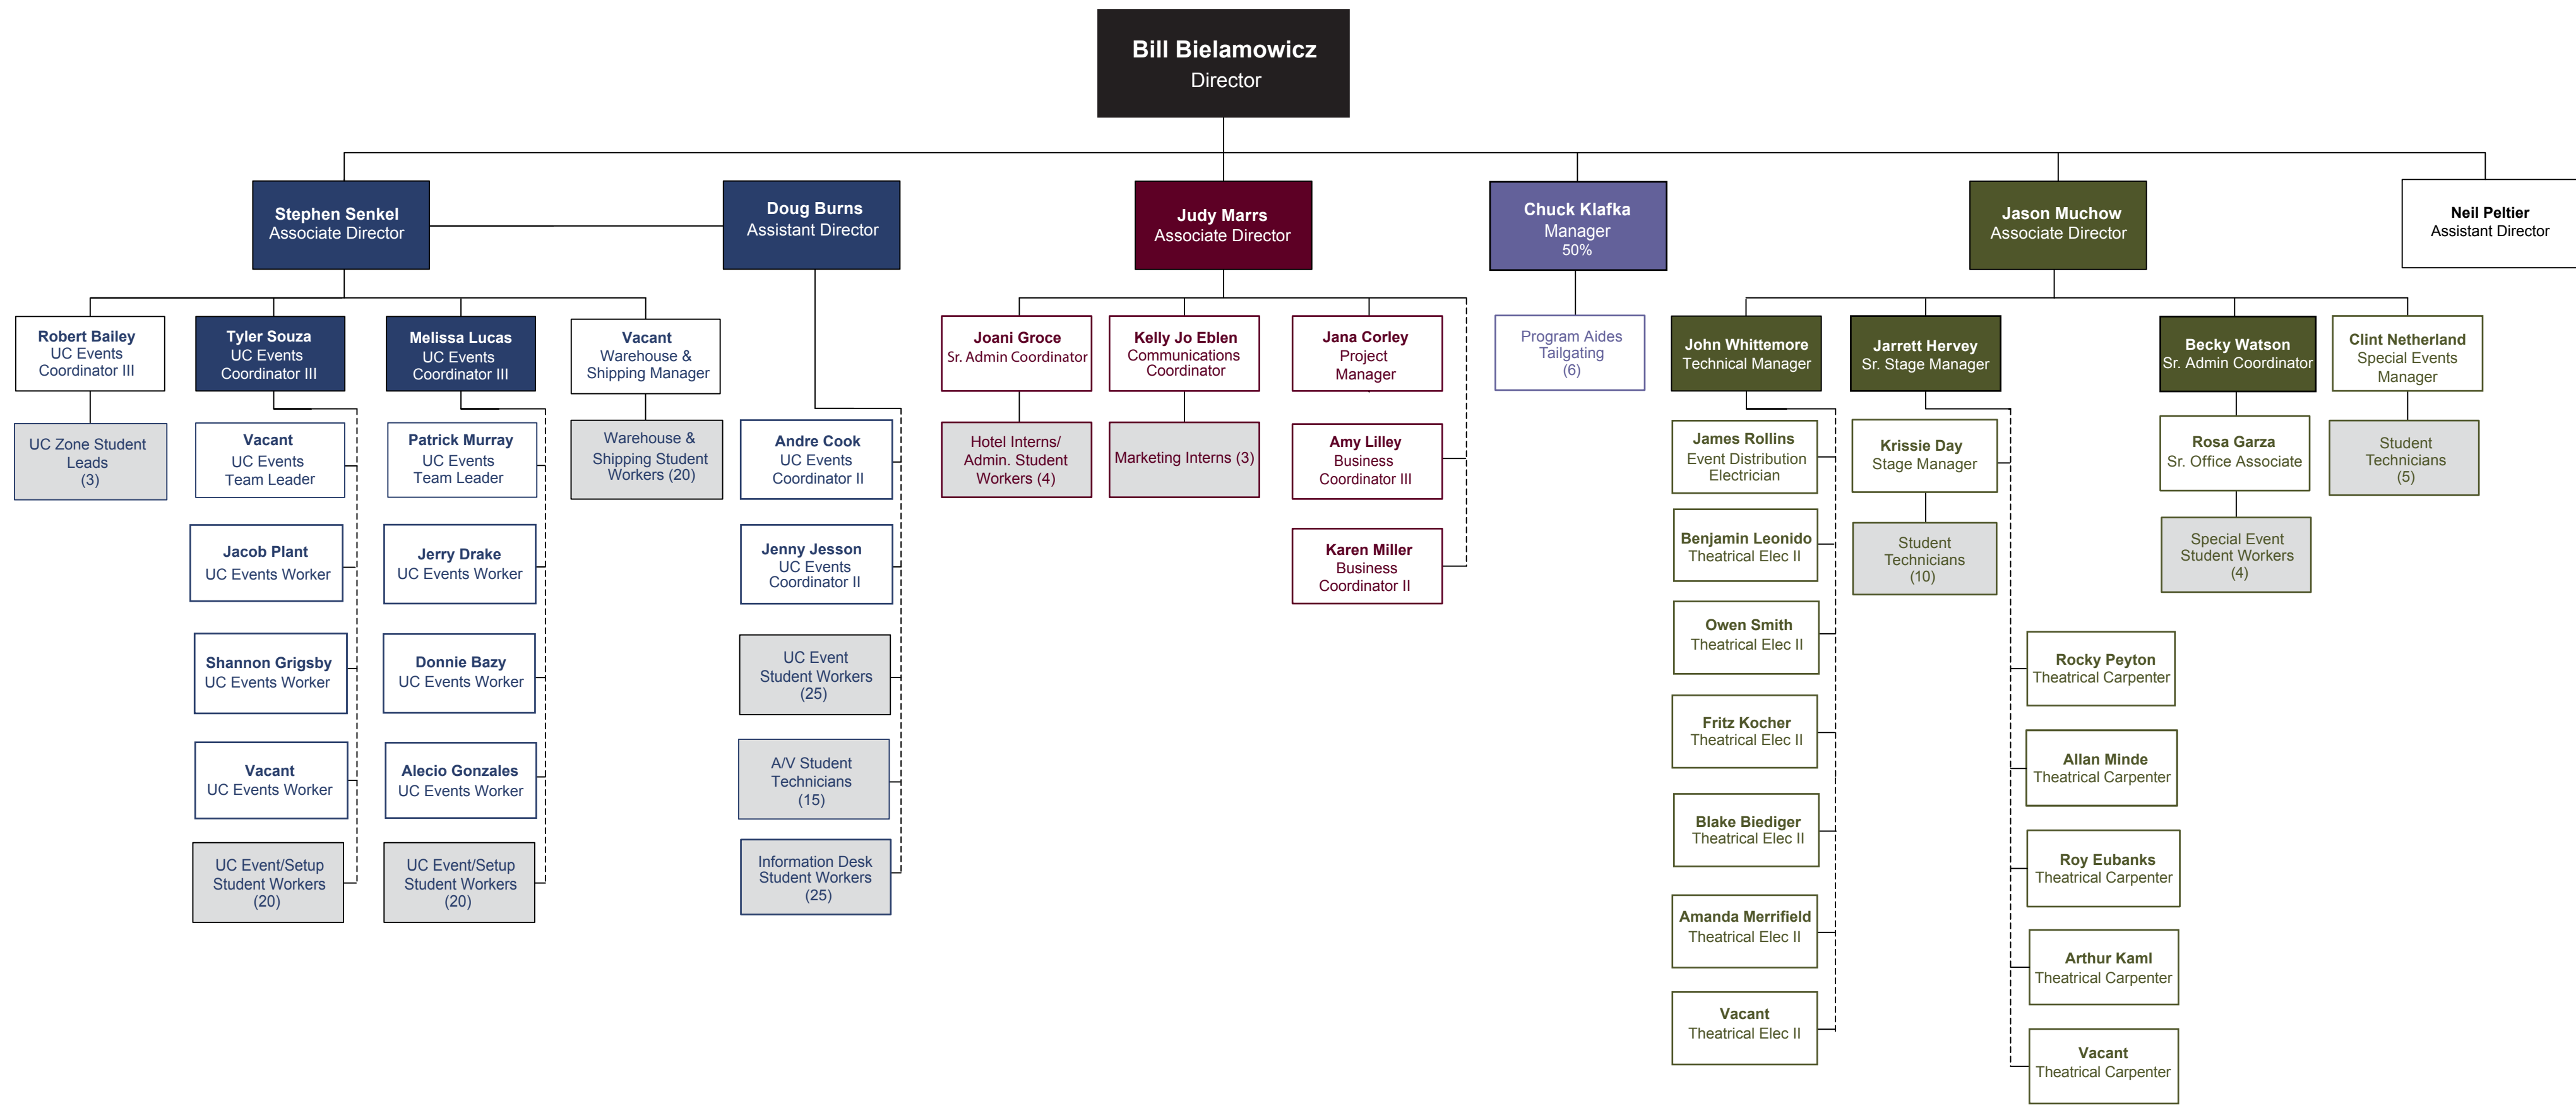 Bill Bielamowicz
Director
Stephen Senkel
Associate Director
Doug Burns
Assistant Director
Judy Marrs
Associate Director
Chuck Klafka
Manager
50%
Jason Muchow
Associate Director
Neil Peltier
Assistant Director
Robert Bailey
UC Events
Coordinator III
UC Zone Student
Leads
(3)
Tyler Souza
UC Events
Coordinator III
Vacant
UC Events
Team Leader
Jacob Plant
UC Events Worker
Shannon Grigsby
UC Events Worker
Vacant
UC Events Worker
UC Event/Setup
Student Workers
(20)
Melissa Lucas
UC Events
Coordinator III
Patrick Murray
UC Events
Team Leader
Jerry Drake
UC Events Worker
Donnie Bazy
UC Events Worker
Alecio Gonzales
UC Events Worker
UC Event/Setup
Student Workers
(20)
Vacant
Warehouse &
Shipping Manager
Warehouse &
Shipping Student
Workers (20)
Andre Cook
UC Events
Coordinator II
Jenny Jesson
UC Events
Coordinator II
UC Event
Student Workers
(25)
A/V Student
Technicians
(15)
Information Desk
Student Workers
(25)
Joani Groce
Sr. Admin Coordinator
Hotel Interns/
Admin. Student
Workers (4)
Kelly Jo Eblen
Communications
Coordinator
Marketing Interns (3)
Jana Corley
Project
Manager
Amy Lilley
Business
Coordinator III
Karen Miller
Business
Coordinator II
Program Aides
Tailgating
(6)
John Whittemore
Technical Manager
James Rollins
Event Distribution
Electrician
Benjamin Leonido
Theatrical Elec II
Owen Smith
Theatrical Elec II
Fritz Kocher
Theatrical Elec II
Blake Biediger
Theatrical Elec II
Amanda Merrifield
Theatrical Elec II
Vacant
Theatrical Elec II
Jarrett Hervey
Sr. Stage Manager
Krissie Day
Stage Manager
Student
Technicians
(10)
Rocky Peyton
Theatrical Carpenter
Allan Minde
Theatrical Carpenter
Roy Eubanks
Theatrical Carpenter
Arthur Kaml
Theatrical Carpenter
Vacant
Theatrical Carpenter
Becky Watson
Sr. Admin Coordinator
Rosa Garza
Sr. Office Associate
Special Event
Student Workers
(4)
Clint Netherland
Special Events
Manager
Student
Technicians
(5)